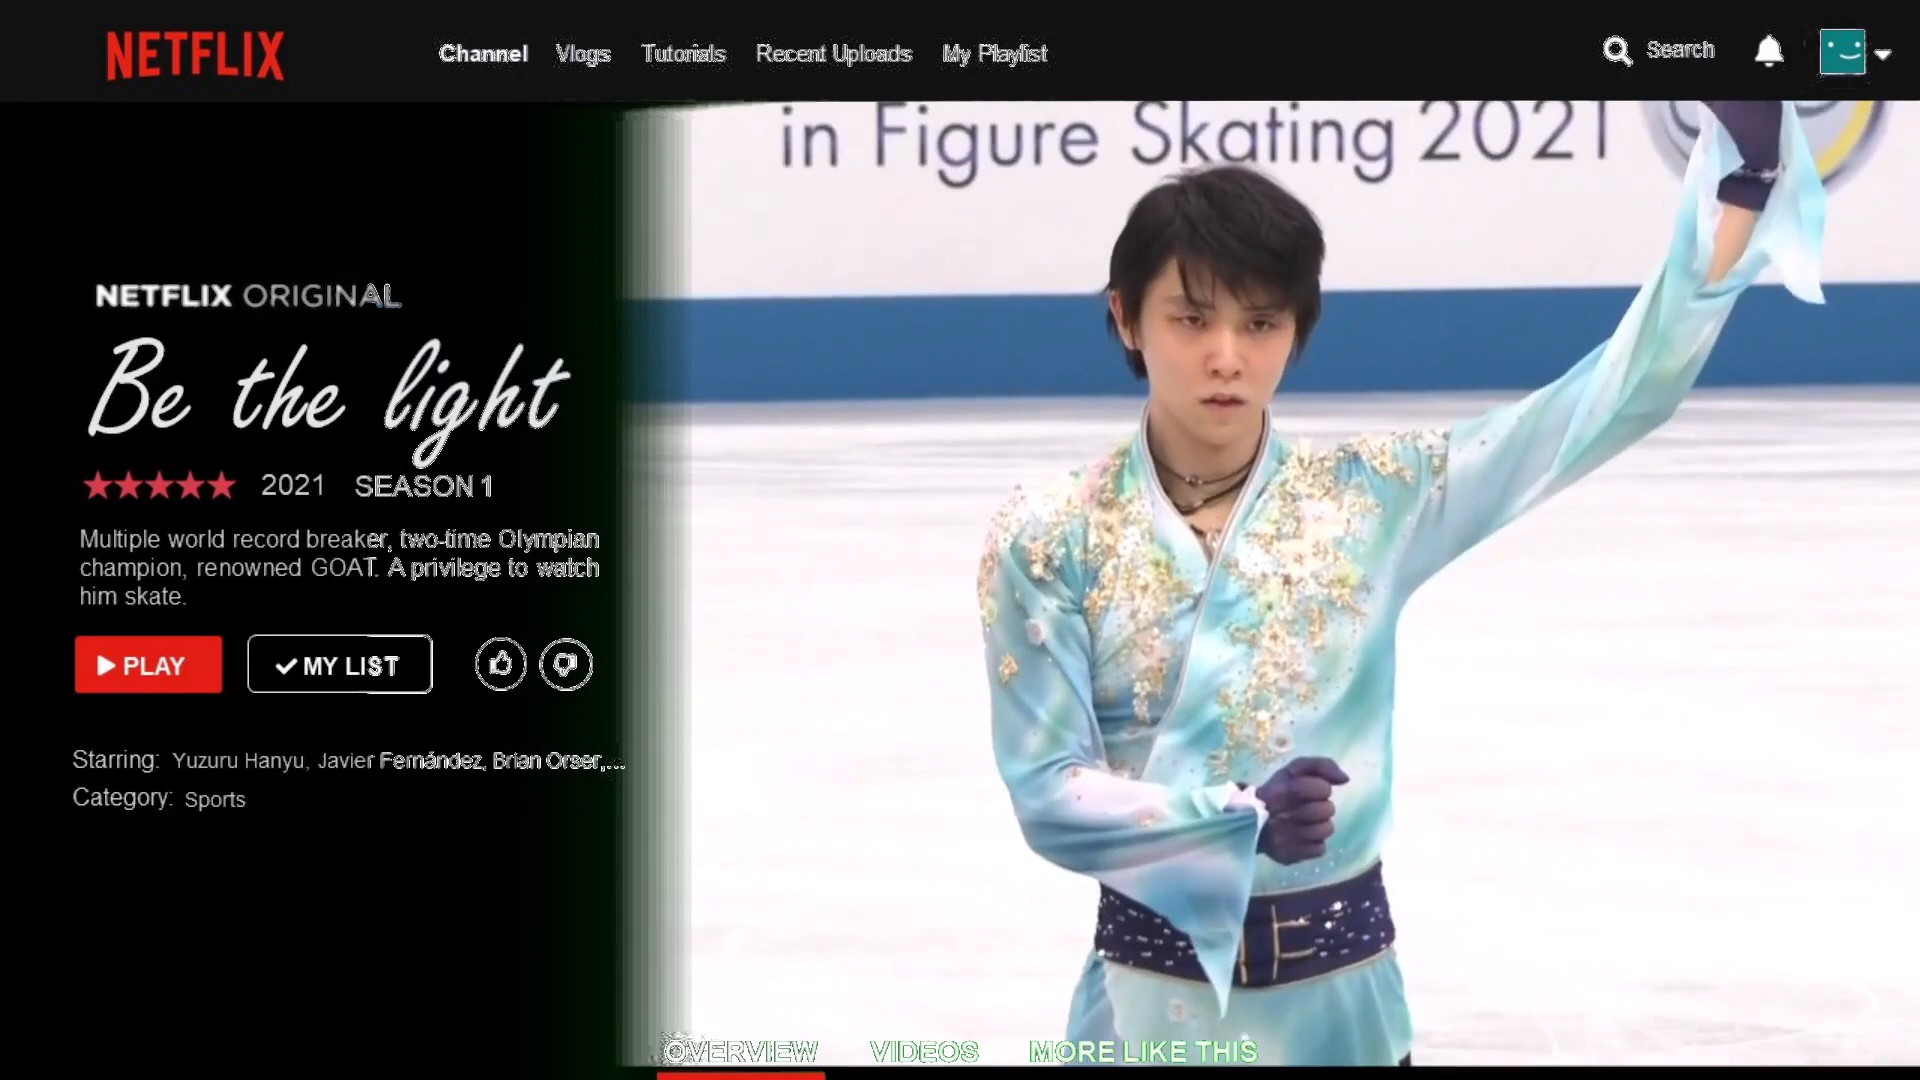 NETFLIX
Channel Vlogs Tutorials Recent Uploads My Playlist
Search
in Figure Skating 2021
NETFLIX ORIGINAL
Be the light
2021 SEASON 1
Multiple world record breaker, two-time Olympian
champion, renowned GOAT. A privilege to watch
him skate.
PLAY
MY LIST
Starring: Yuzuru Hanyu, Javier Fernández, Brian Orser,...
Category: Sports
OVERVIEW VIDEOS MORE LIKE THIS